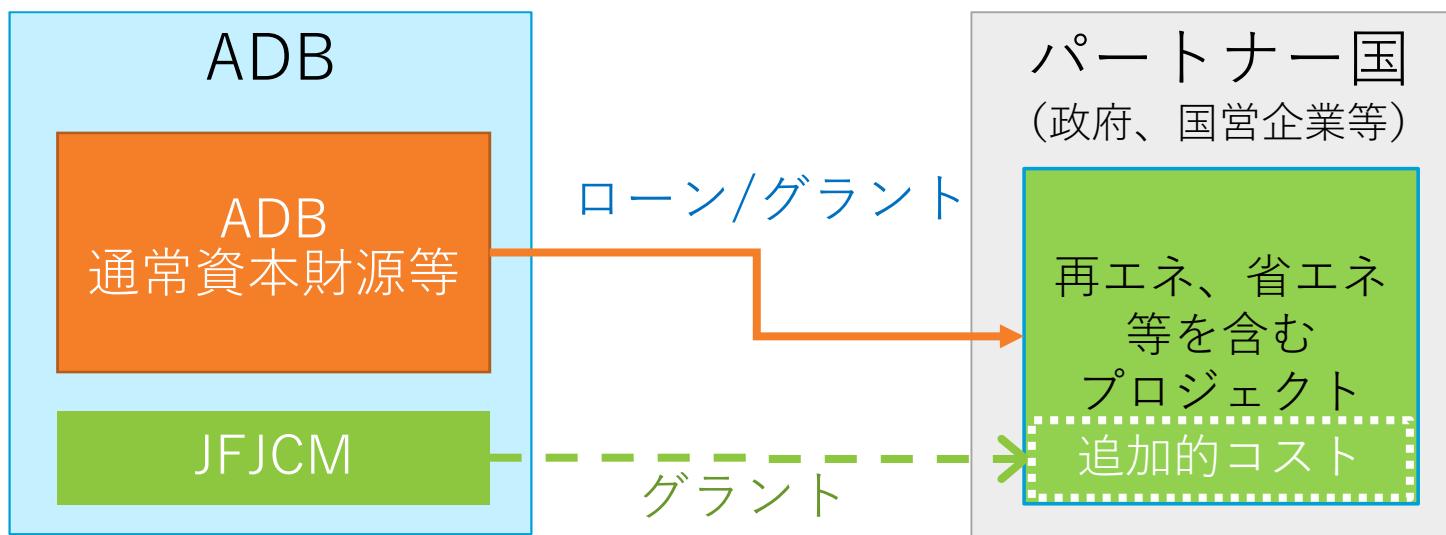 ADB
ADB
通常資本財源等
JFJCM
ローン/グラント
グラント
パートナー国
（政府、国営企業等）
再エネ、省エネ
等を含む
プロジェクト
追加的コスト